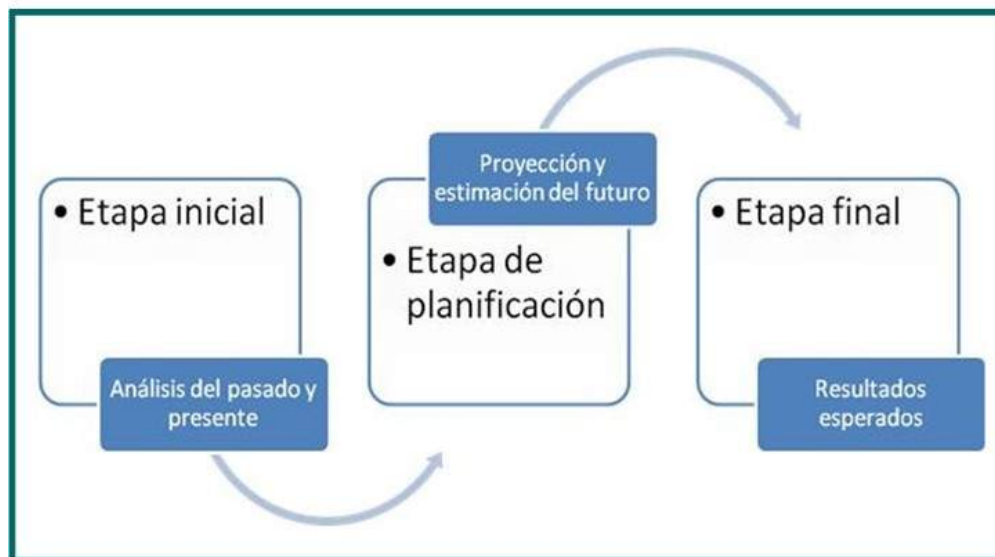 • Etapa inicial
Análisis del pasado y
presente
Proyección y
estimación del futuro
• Etapa de
planificación
• Etapa final
Resultados
esperados